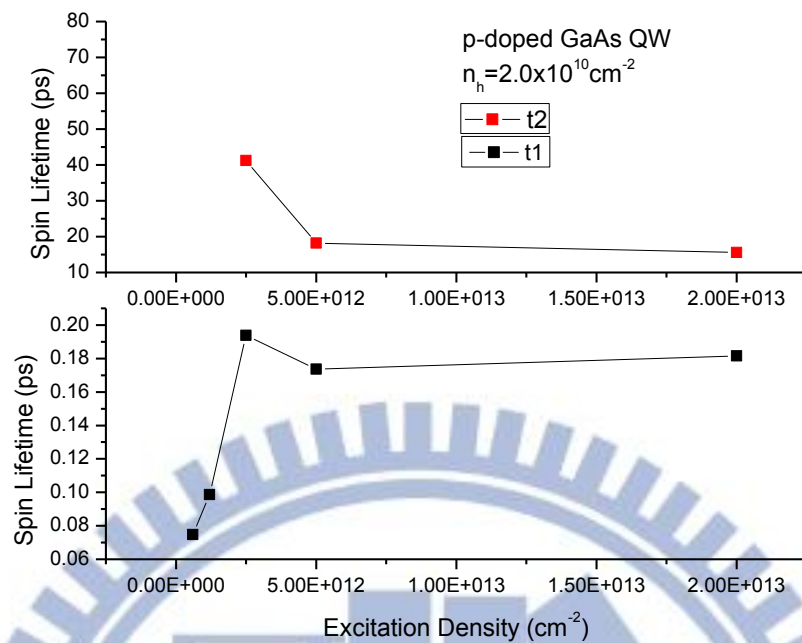 p-doped GaAs QW
nₕ=2.0x10¹⁰cm⁻²
t2
t1
Spin Lifetime (ps)
80
70
60
50
40
30
20
10
0.00E+000 5.00E+012 1.00E+013 1.50E+013 2.00E+013
Spin Lifetime (ps)
0.20
0.18
0.16
0.14
0.12
0.10
0.08
0.06
0.00E+000 5.00E+012 1.00E+013 1.50E+013 2.00E+013
Excitation Density (cm⁻²)